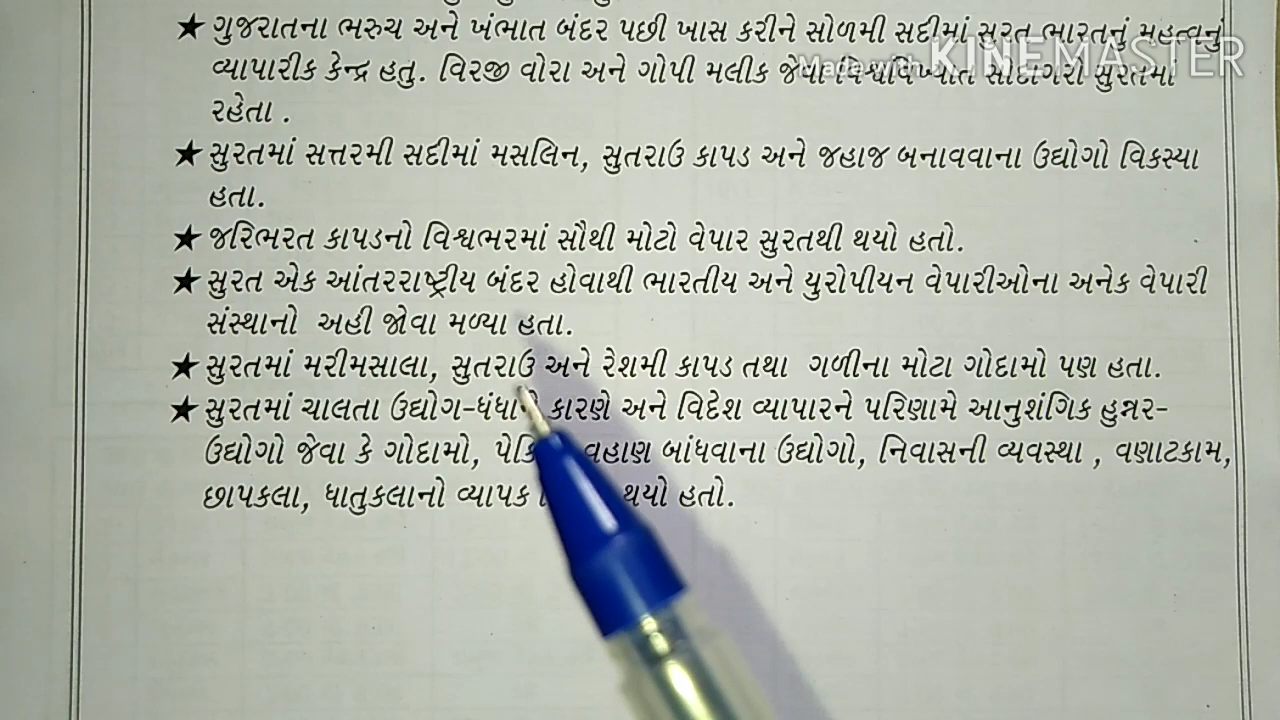 ★ ગુજરાતના ભરુચ અને ખંભાત બંદર પછી ખાસ કરીને સોળમી સદીમાં સુરત ભારતનું મહત્વનું
Made with KINEMASTER
વ્યાપારીક કેન્દ્ર હતુ. વિરજી વોરા અને ગોપી મલીક જેવા વિશ્વવિખ્યાત સોદાગરો સુરતમાં
રહેતા .
★ સુરતમાં સત્તરમી સદીમાં મસલિન, સુતરાઉ કાપડ અને જહાજ બનાવવાના ઉદ્યોગો વિકસ્યા
હતા.
★ જરિભરત કાપડનો વિશ્વભરમાં સૌથી મોટો વેપાર સુરતથી થયો હતો.
★ સુરત એક આંતરરાષ્ટ્રીય બંદર હોવાથી ભારતીય અને યુરોપીયન વેપારીઓના અનેક વેપારી
સંસ્થાનો અહી જોવા મળ્યા હતા.
★ સુરતમાં મરીમસાલા, સુતરાઉ અને રેશમી કાપડ તથા ગળીના મોટા ગોદામો પણ હતા.
★ સુરતમાં ચાલતા ઉદ્યોગ-ધંધાને કારણે અને વિદેશ વ્યાપારને પરિણામે આનુશંગિક હુન્નર-
ઉદ્યોગો જેવા કે ગોદામો, વહાણ બાંધવાના ઉદ્યોગો, નિવાસની વ્યવસ્થા , વણાટકામ,
છાપકલા, ધાતુકલાનો વ્યાપક થયો હતો.